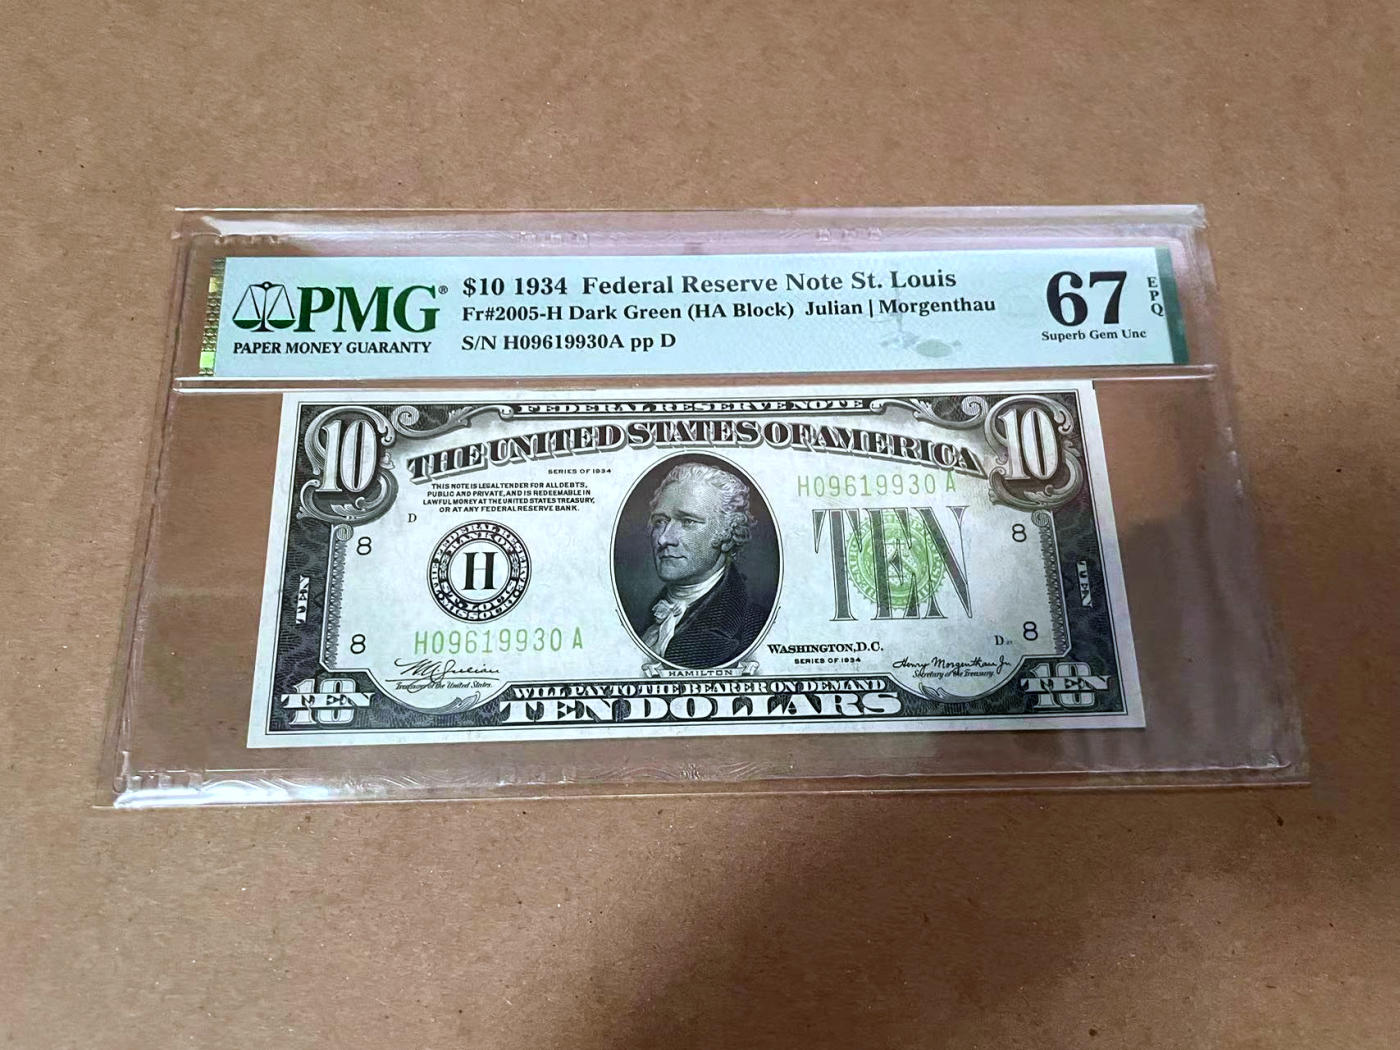 PMG®
PAPER MONEY GUARANTY
$10 1934 Federal Reserve Note St. Louis
Fr#2005-H Dark Green (HA Block) Julian | Morgenthau
S/N H09619930A pp D
67
EPQ
Superb Gem Unc
FEDERAL RESERVE NOTE
10
10
THE UNITED STATES OF AMERICA
SERIES OF 1934
THIS NOTE IS LEGAL TENDER FOR ALL DEBTS,
PUBLIC AND PRIVATE, AND IS REDEEMABLE IN
LAWFUL MONEY AT THE UNITED STATES TREASURY,
OR AT ANY FEDERAL RESERVE BANK.
H09619930 A
D
8
8
H
TEN
TEN
TEN
8
8
H09619930 A
WASHINGTON, D.C.
SERIES OF 1934
D
W A Julian
Treasurer of the United States.
Henry Morgenthau Jr
Secretary of the Treasury.
HAMILTON
WILL PAY TO THE BEARER ON DEMAND
TEN DOLLARS
10
TEN
10
TEN